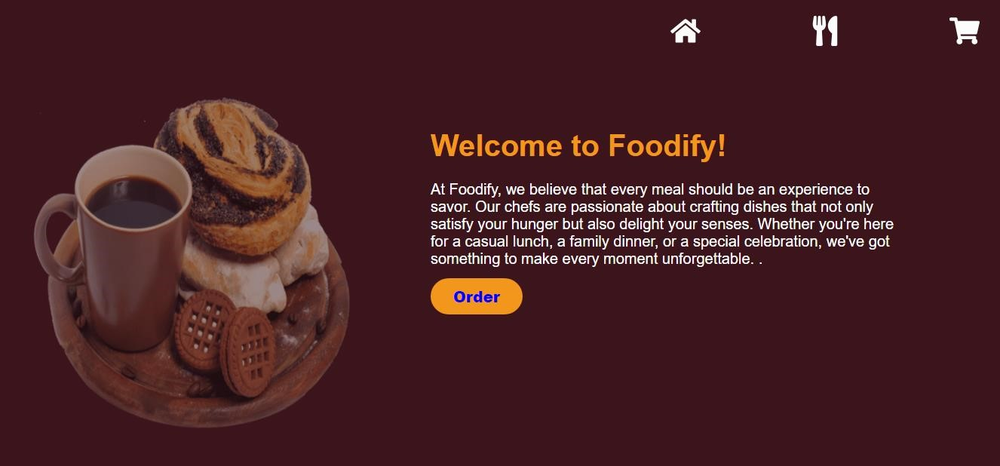 Welcome to Foodify!
At Foodify, we believe that every meal should be an experience to
savor. Our chefs are passionate about crafting dishes that not only
satisfy your hunger but also delight your senses. Whether you're here
for a casual lunch, a family dinner, or a special celebration, we've got
something to make every moment unforgettable. .
Order